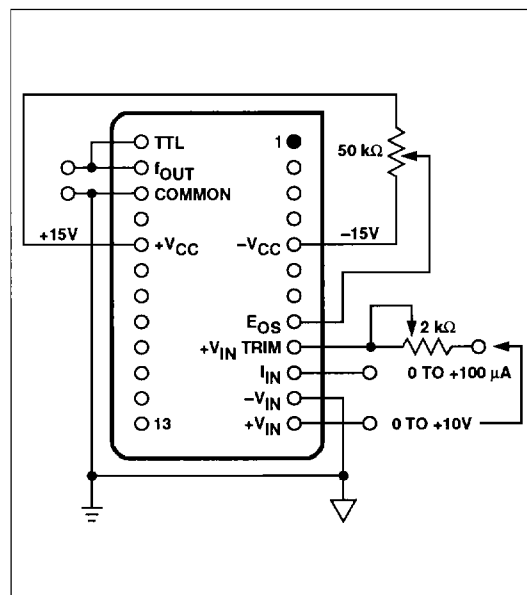 TTL
1
50 kΩ
fOUT
COMMON
+15V
+VCC
−VCC
−15V
EOS
2 kΩ
+VIN TRIM
IIN
0 TO +100 µA
−VIN
13
+VIN
0 TO +10V